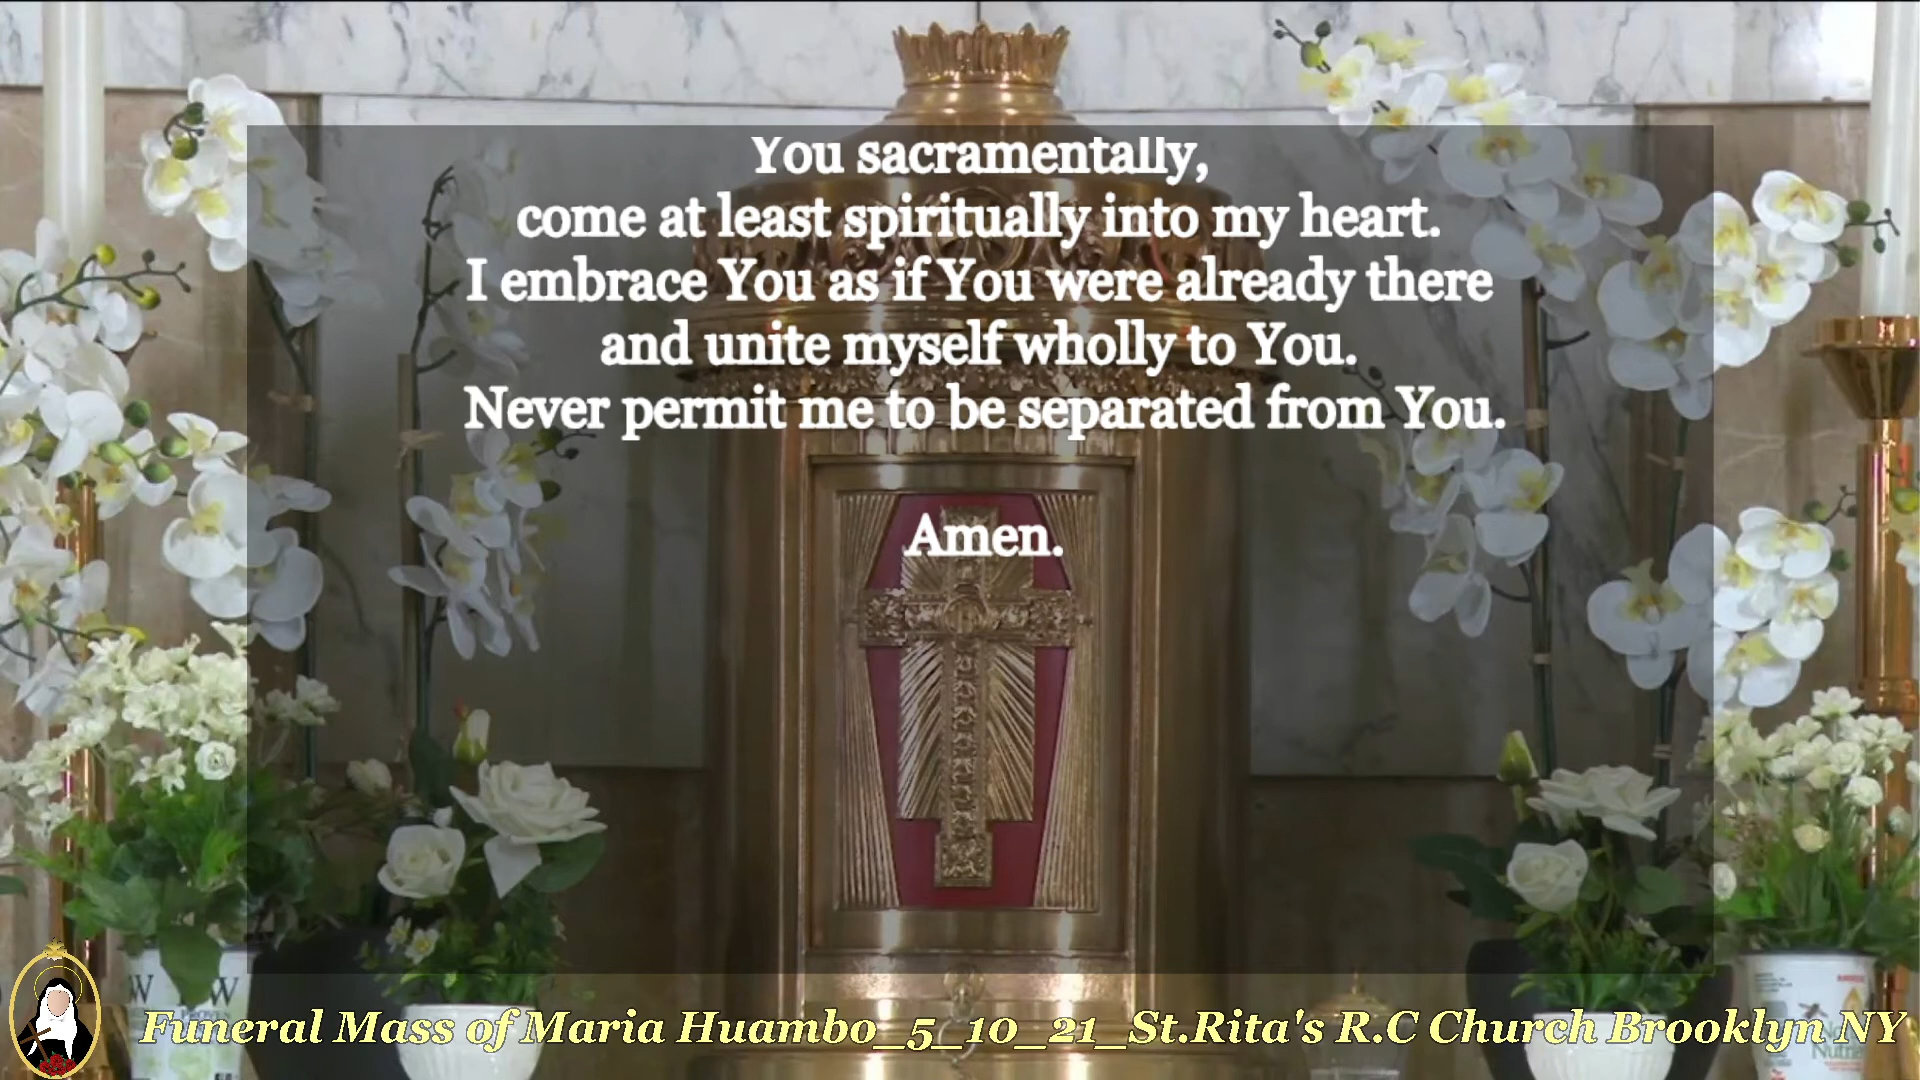 You sacramentally,
come at least spiritually into my heart.
I embrace You as if You were already there
and unite myself wholly to You.
Never permit me to be separated from You.
Amen.
Funeral Mass of Maria Huambo_5_10_21_St.Rita's R.C Church Brooklyn NY